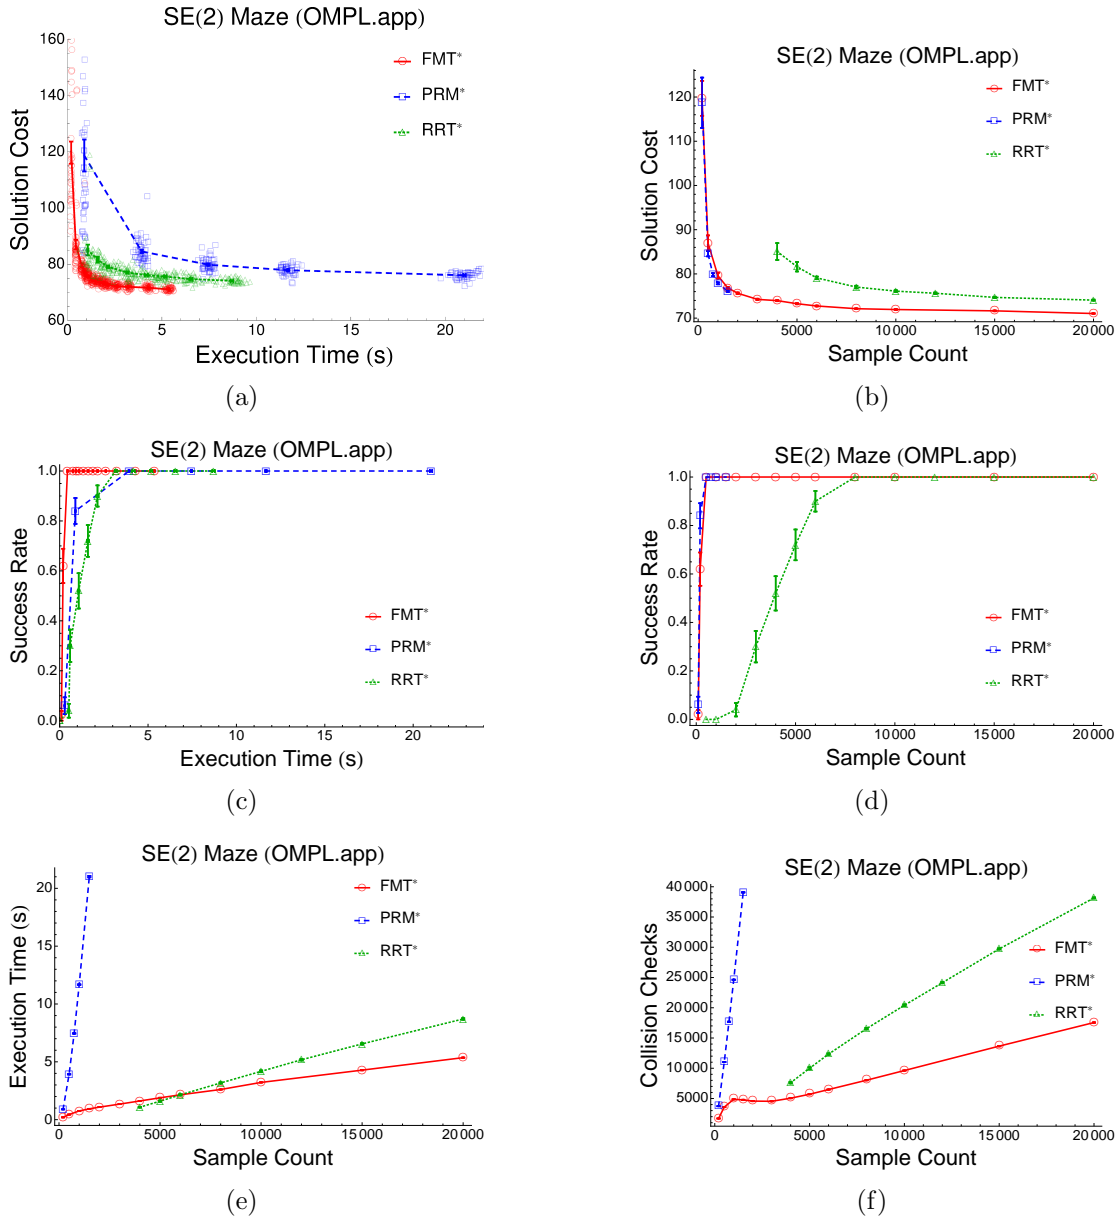 SE(2) Maze (OMPL.app)
160
140
120
100
80
60
0
5
10
15
20
Solution Cost
Execution Time (s)
FMT*
PRM*
RRT*
(a)
SE(2) Maze (OMPL.app)
120
110
100
90
80
70
0
5000
10000
15000
20000
Solution Cost
Sample Count
FMT*
PRM*
RRT*
(b)
SE(2) Maze (OMPL.app)
1.0
0.8
0.6
0.4
0.2
0.0
0
5
10
15
20
Success Rate
Execution Time (s)
FMT*
PRM*
RRT*
(c)
SE(2) Maze (OMPL.app)
1.0
0.8
0.6
0.4
0.2
0.0
0
5000
10000
15000
20000
Success Rate
Sample Count
FMT*
PRM*
RRT*
(d)
SE(2) Maze (OMPL.app)
20
15
10
5
0
0
5000
10000
15000
20000
Execution Time (s)
Sample Count
FMT*
PRM*
RRT*
(e)
SE(2) Maze (OMPL.app)
40000
35000
30000
25000
20000
15000
10000
5000
0
5000
10000
15000
20000
Collision Checks
Sample Count
FMT*
PRM*
RRT*
(f)